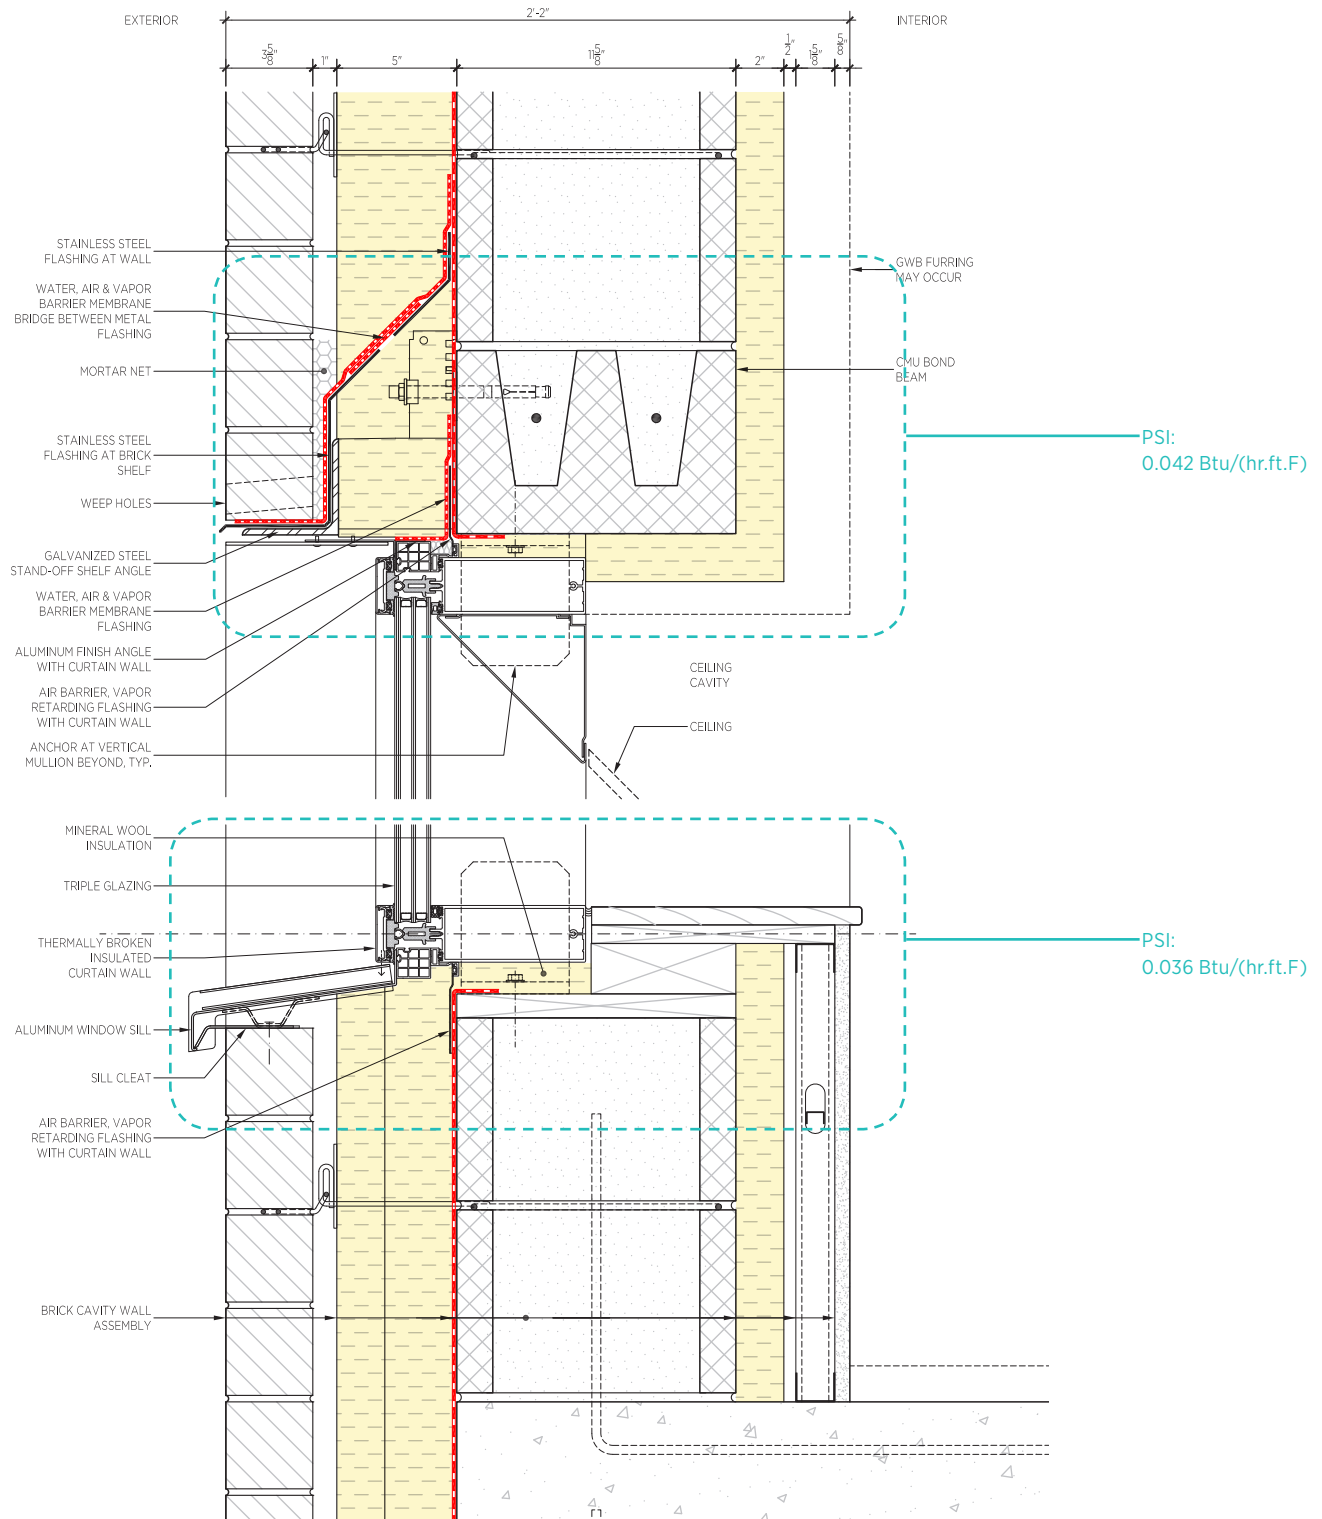 EXTERIOR
2'-2"
INTERIOR
3 5/8"
1"
5"
11 5/8"
2"
1/2"
1 5/8"
5/8"
STAINLESS STEEL
FLASHING AT WALL
WATER, AIR & VAPOR
BARRIER MEMBRANE
BRIDGE BETWEEN METAL
FLASHING
MORTAR NET
STAINLESS STEEL
FLASHING AT BRICK
SHELF
WEEP HOLES
GALVANIZED STEEL
STAND-OFF SHELF ANGLE
WATER, AIR & VAPOR
BARRIER MEMBRANE
FLASHING
ALUMINUM FINISH ANGLE
WITH CURTAIN WALL
AIR BARRIER, VAPOR
RETARDING FLASHING
WITH CURTAIN WALL
ANCHOR AT VERTICAL
MULLION BEYOND, TYP.
GWB FURRING
MAY OCCUR
CMU BOND
BEAM
PSI:
0.042 Btu/(hr.ft.F)
CEILING
CAVITY
CEILING
MINERAL WOOL
INSULATION
TRIPLE GLAZING
THERMALLY BROKEN
INSULATED
CURTAIN WALL
ALUMINUM WINDOW SILL
SILL CLEAT
AIR BARRIER, VAPOR
RETARDING FLASHING
WITH CURTAIN WALL
BRICK CAVITY WALL
ASSEMBLY
PSI:
0.036 Btu/(hr.ft.F)